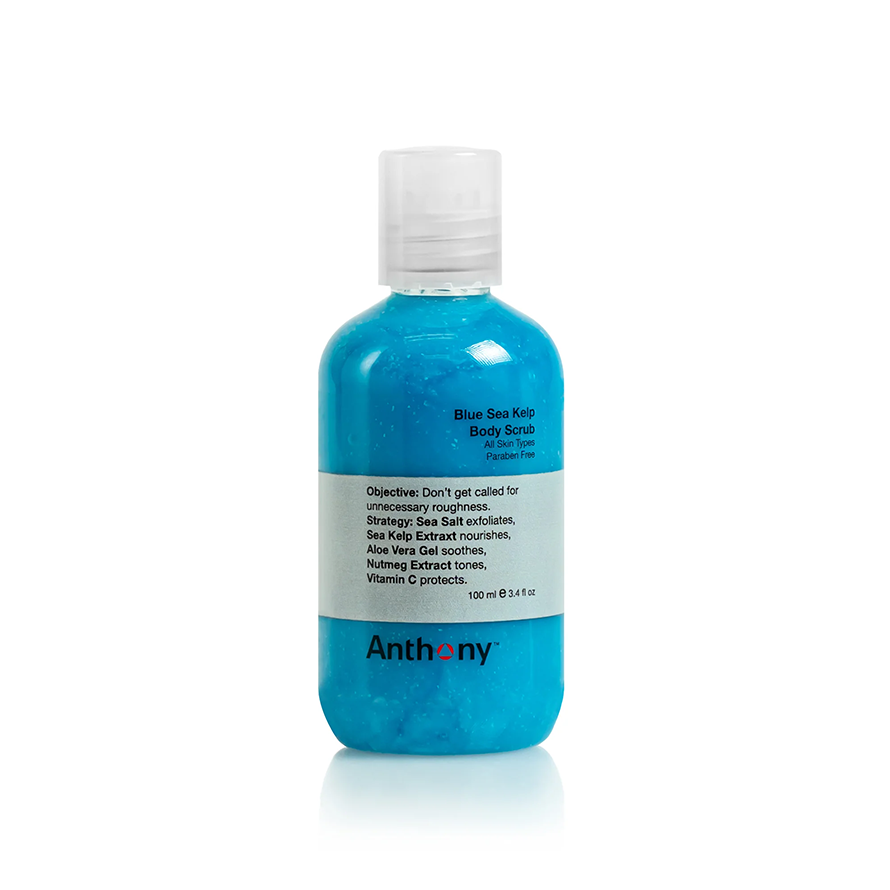 Blue Sea Kelp
Body Scrub
All Skin Types
Paraben Free
Objective: Don't get called for
unnecessary roughness.
Strategy: Sea Salt exfoliates,
Sea Kelp Extraxt nourishes,
Aloe Vera Gel soothes,
Nutmeg Extract tones,
Vitamin C protects.
100 ml ℮ 3.4 fl oz
Anthony™